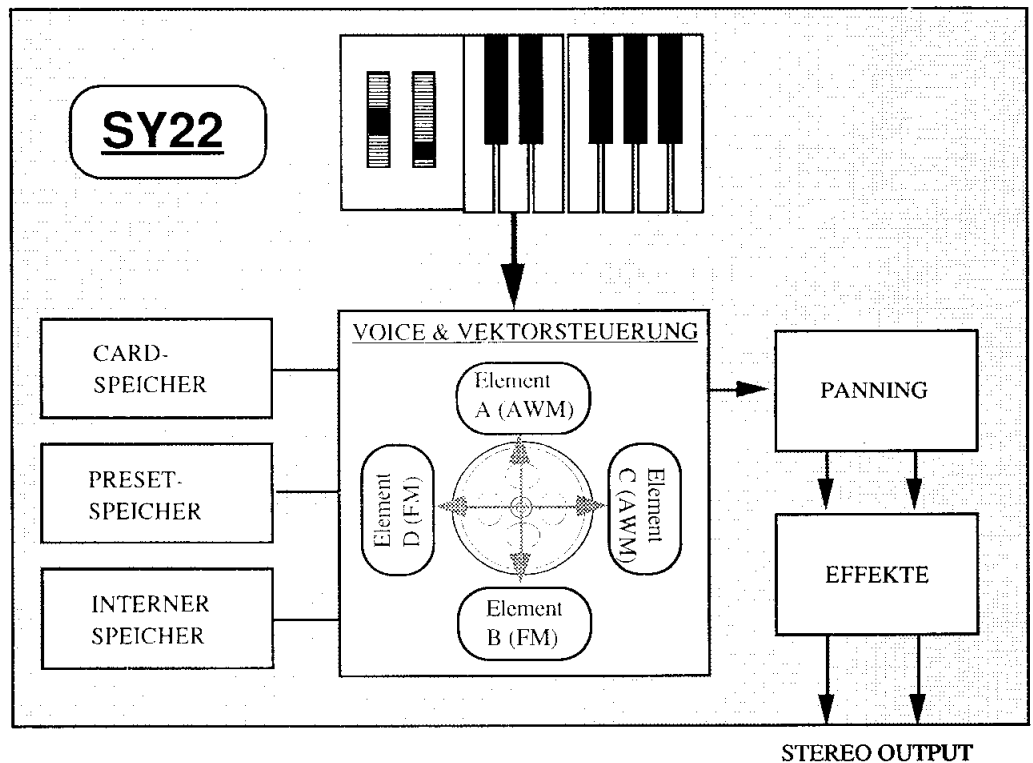 SY22
VOICE & VEKTORSTEUERUNG
CARD-
SPEICHER
PRESET-
SPEICHER
INTERNER
SPEICHER
Element
A (AWM)
Element
D (FM)
Element
C (AWM)
Element
B (FM)
PANNING
EFFEKTE
STEREO OUTPUT